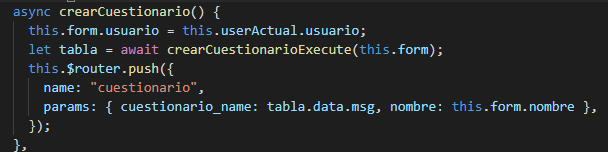 async crearCuestionario() {
this.form.usuario = this.userActual.usuario;
let tabla = await crearCuestionarioExecute(this.form);
this.$router.push({
name: "cuestionario",
params: { cuestionario_name: tabla.data.msg, nombre: this.form.nombre },
});
},